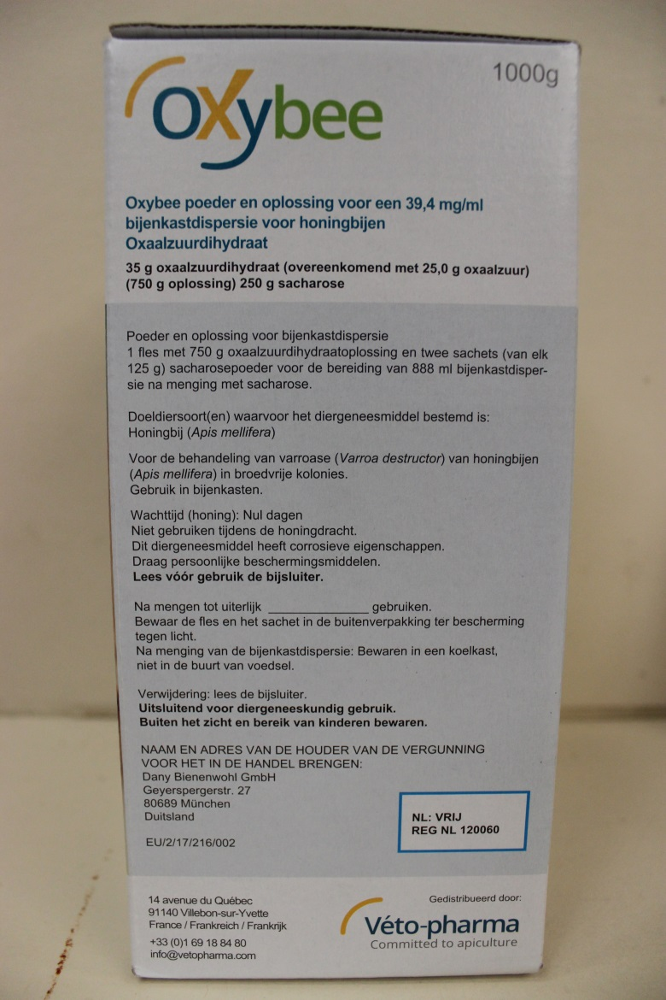 1000g
oxybee
Oxybee poeder en oplossing voor een 39,4 mg/ml
bijenkastdispersie voor honingbijen
Oxaalzuurdihydraat
35 g oxaalzuurdihydraat (overeenkomend met 25,0 g oxaalzuur)
(750 g oplossing) 250 g sacharose
Poeder en oplossing voor bijenkastdispersie
1 fles met 750 g oxaalzuurdihydraatoplossing en twee sachets (van elk
125 g) sacharosepoeder voor de bereiding van 888 ml bijenkastdisper-
sie na menging met sacharose.
Doeldiersoort(en) waarvoor het diergeneesmiddel bestemd is:
Honingbij (Apis mellifera)
Voor de behandeling van varroase (Varroa destructor) van honingbijen
(Apis mellifera) in broedvrije kolonies.
Gebruik in bijenkasten.
Wachttijd (honing): Nul dagen
Niet gebruiken tijdens de honingdracht.
Dit diergeneesmiddel heeft corrosieve eigenschappen.
Draag persoonlijke beschermingsmiddelen.
Lees vóór gebruik de bijsluiter.
Na mengen tot uiterlijk ______________ gebruiken.
Bewaar de fles en het sachet in de buitenverpakking ter bescherming
tegen licht.
Na menging van de bijenkastdispersie: Bewaren in een koelkast,
niet in de buurt van voedsel.
Verwijdering: lees de bijsluiter.
Uitsluitend voor diergeneeskundig gebruik.
Buiten het zicht en bereik van kinderen bewaren.
NAAM EN ADRES VAN DE HOUDER VAN DE VERGUNNING
VOOR HET IN DE HANDEL BRENGEN:
Dany Bienenwohl GmbH
Geyerspergerstr. 27
80689 München
Duitsland
EU/2/17/216/002
NL: VRIJ
REG NL 120060
14 avenue du Québec
91140 Villebon-sur-Yvette
France / Frankreich / Frankrijk
+33 (0)1 69 18 84 80
info@vetopharma.com
Gedistribueerd door:
Véto-pharma
Committed to apiculture